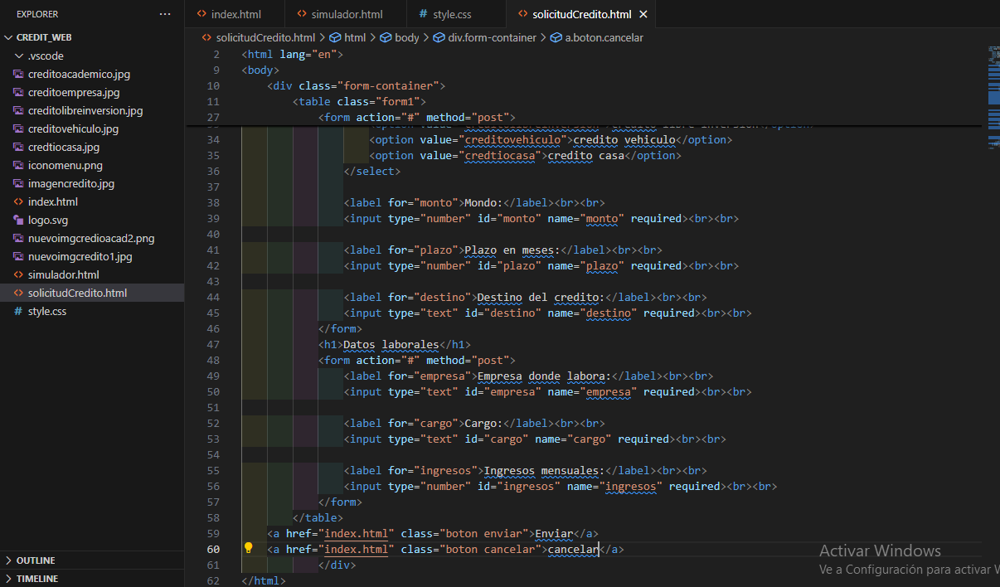 EXPLORER ...
CREDIT_WEB
.vscode
creditoacademico.jpg
creditoempresa.jpg
creditolibreinversion.jpg
creditovehiculo.jpg
credtiocasa.jpg
iconomenu.png
imagencredito.jpg
index.html
logo.svg
nuevoimgcredioacad2.png
nuevoimgcredito1.jpg
simulador.html
solicitudCredito.html
# style.css
OUTLINE
TIMELINE
index.html simulador.html # style.css solicitudCredito.html
solicitudCredito.html > html > body > div.form-container > a.boton.cancelar
2 <html lang="en">
9 <body>
10 <div class="form-container">
11 <table class="form1">
27 <form action="#" method="post">
34 <option value="creditovehiculo">credito vehiculo</option>
35 <option value="credtiocasa">credito casa</option>
36 </select>
37
38 <label for="monto">Mondo:</label><br><br>
39 <input type="number" id="monto" name="monto" required><br><br>
40
41 <label for="plazo">Plazo en meses:</label><br><br>
42 <input type="number" id="plazo" name="plazo" required><br><br>
43
44 <label for="destino">Destino del credito:</label><br><br>
45 <input type="text" id="destino" name="destino" required><br><br>
46 </form>
47 <h1>Datos laborales</h1>
48 <form action="#" method="post">
49 <label for="empresa">Empresa donde labora:</label><br><br>
50 <input type="text" id="empresa" name="empresa" required><br><br>
51
52 <label for="cargo">Cargo:</label><br><br>
53 <input type="text" id="cargo" name="cargo" required><br><br>
54
55 <label for="ingresos">Ingresos mensuales:</label><br><br>
56 <input type="number" id="ingresos" name="ingresos" required><br><br>
57 </form>
58 </table>
59 <a href="index.html" class="boton enviar">Enviar</a>
60 <a href="index.html" class="boton cancelar">cancelar</a>
61 </div>
62 </html>
Activar Windows
Ve a Configuración para activar W